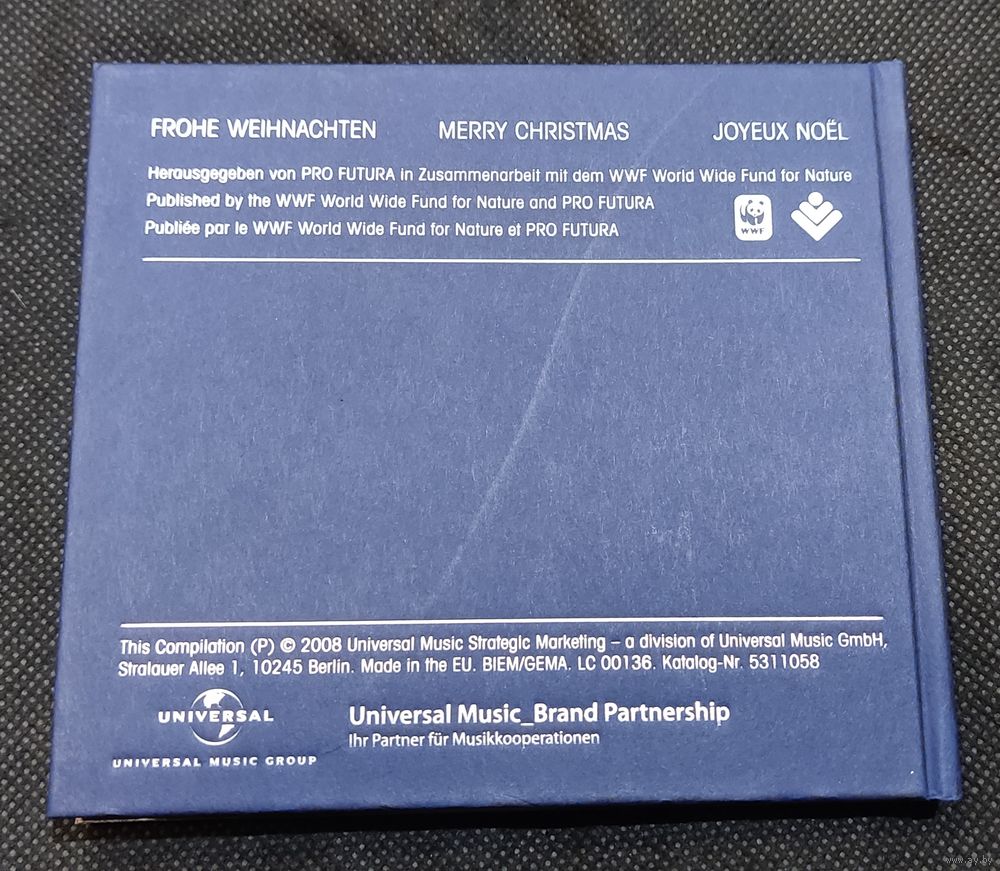 FROHE WEIHNACHTEN MERRY CHRISTMAS JOYEUX NOËL
Herausgegeben von PRO FUTURA in Zusammenarbeit mit dem WWF World Wide Fund for Nature
Published by the WWF World Wide Fund for Nature and PRO FUTURA
Publiée par le WWF World Wide Fund for Nature et PRO FUTURA
WWF
This Compilation (P) © 2008 Universal Music Strategic Marketing – a division of Universal Music GmbH,
Stralauer Allee 1, 10245 Berlin. Made in the EU. BIEM/GEMA. LC 00136. Katalog-Nr. 5311058
UNIVERSAL
UNIVERSAL MUSIC GROUP
Universal Music_Brand Partnership
Ihr Partner für Musikkooperationen
www.ay.by